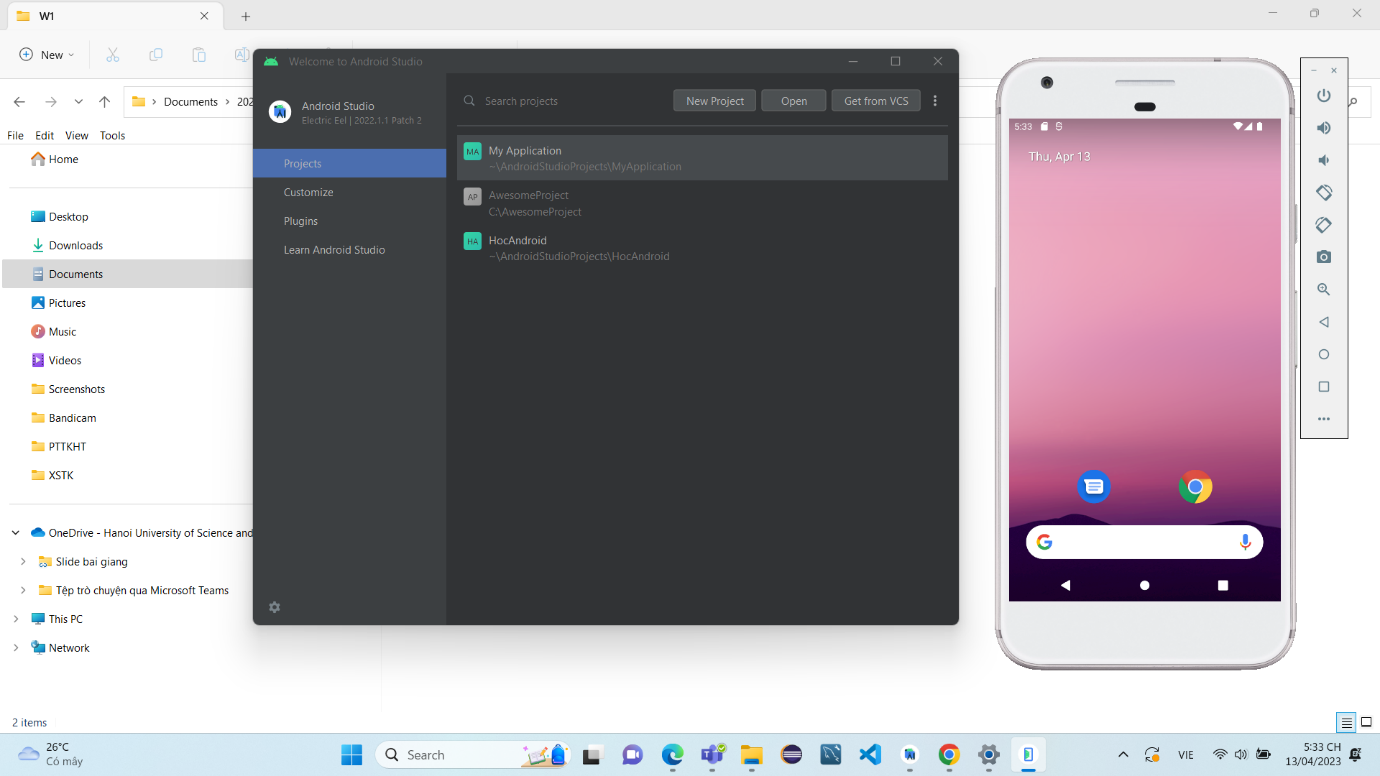 W1
New
Documents
202
File Edit View Tools
Home
Desktop
Downloads
Documents
Pictures
Music
Videos
Screenshots
Bandicam
PTTKHT
XSTK
OneDrive - Hanoi University of Science and
Slide bai giang
Tệp trò chuyện qua Microsoft Teams
This PC
Network
2 items
Welcome to Android Studio
Android Studio
Electric Eel | 2022.1.1 Patch 2
Projects
Customize
Plugins
Learn Android Studio
Search projects
New Project
Open
Get from VCS
MA
My Application
~\AndroidStudioProjects\MyApplication
AP
AwesomeProject
C:\AwesomeProject
HA
HocAndroid
~\AndroidStudioProjects\HocAndroid
5:33
Thu, Apr 13
26°C
Có mây
Search
VIE
5:33 CH
13/04/2023